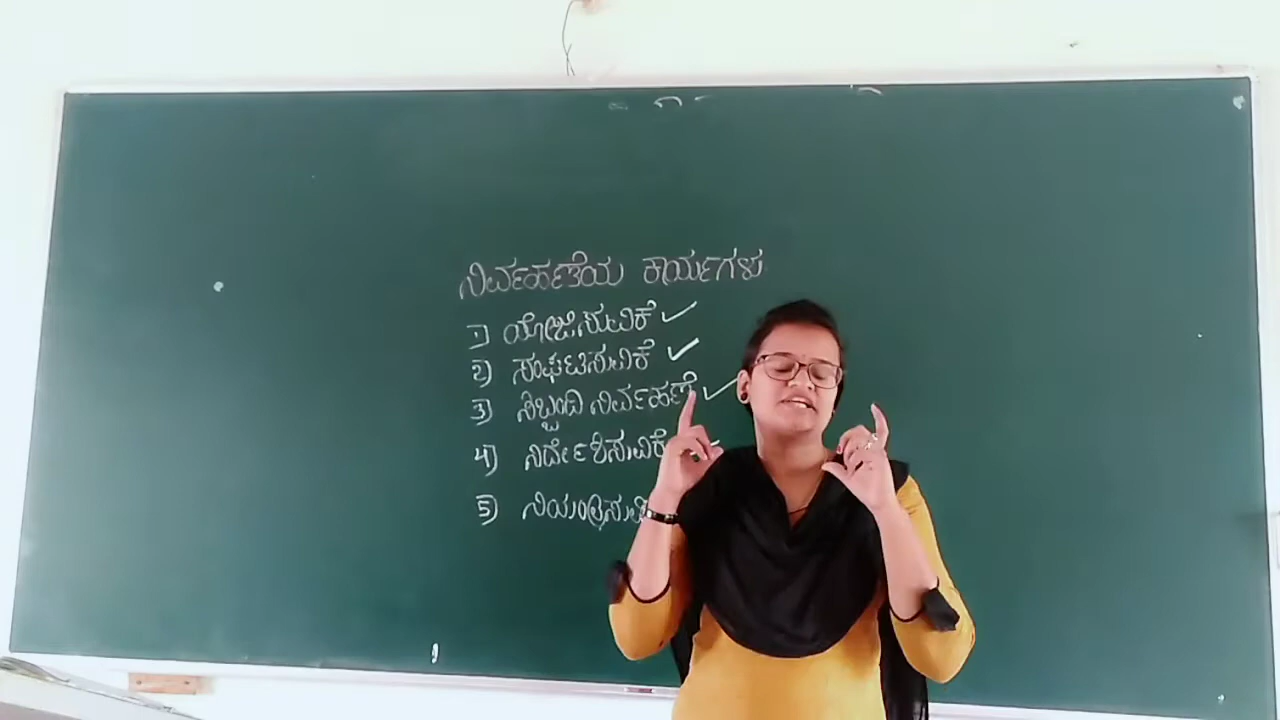 ನಿರ್ವಹಣೆಯ ಕಾರ್ಯಗಳು
1) ಯೋಜಿಸುವಿಕೆ ✓
2) ಸಂಘಟಿಸುವಿಕೆ ✓
3) ಸಿಬ್ಬಂದಿ ನಿರ್ವಹಣೆ ✓
4) ನಿರ್ದೇಶಿಸುವಿಕೆ
5)